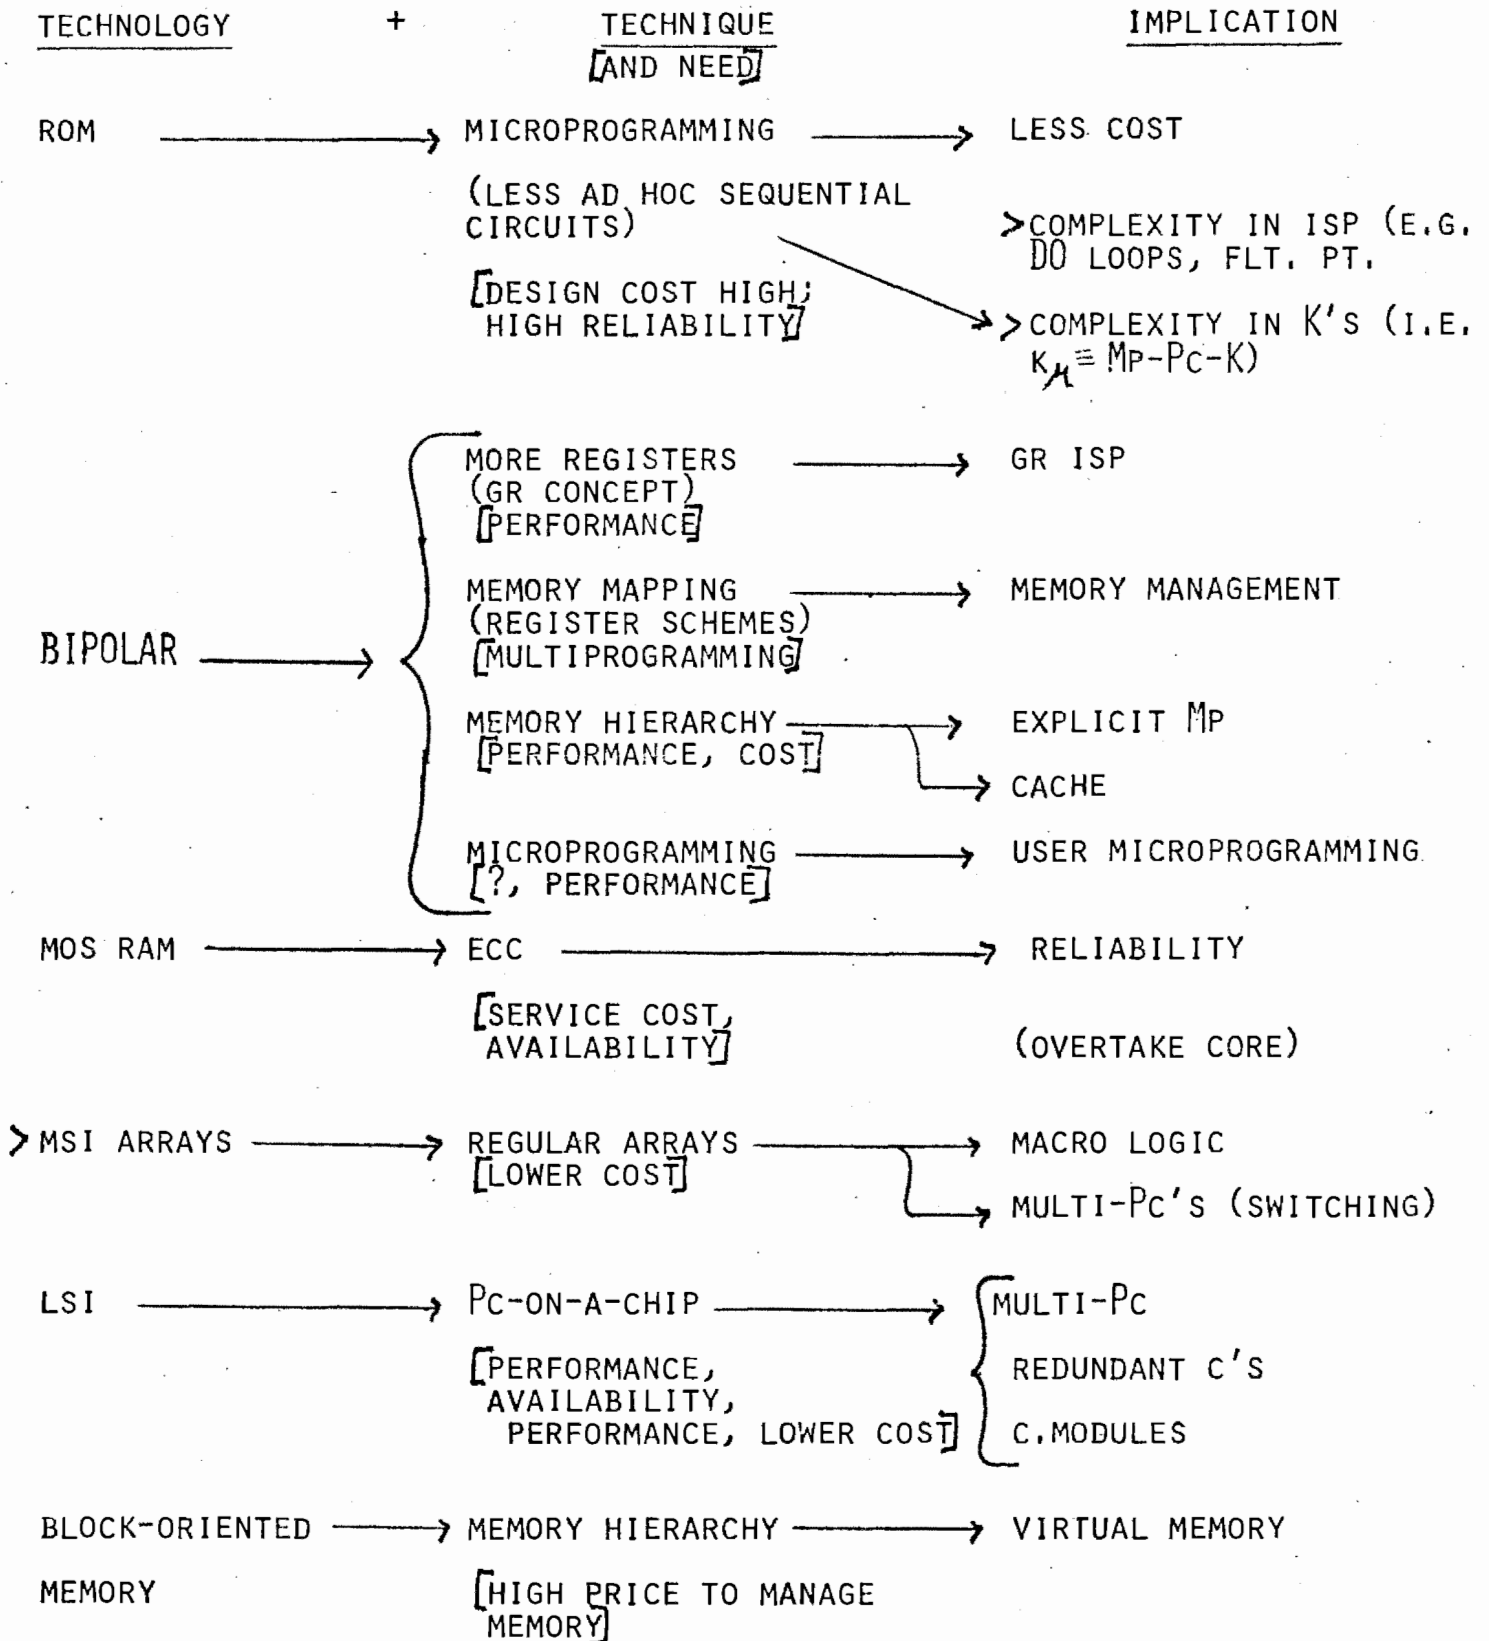 TECHNOLOGY + TECHNIQUE IMPLICATION
[AND NEED]
ROM MICROPROGRAMMING LESS COST
(LESS AD HOC SEQUENTIAL
CIRCUITS) >COMPLEXITY IN ISP (E.G.
DO LOOPS, FLT. PT.
[DESIGN COST HIGH;
HIGH RELIABILITY] >COMPLEXITY IN K'S (I.E.
Kμ≡ MP-PC-K)
MORE REGISTERS GR ISP
(GR CONCEPT)
[PERFORMANCE]
MEMORY MAPPING MEMORY MANAGEMENT
(REGISTER SCHEMES)
BIPOLAR [MULTIPROGRAMMING]
MEMORY HIERARCHY EXPLICIT MP
[PERFORMANCE, COST]
CACHE
MICROPROGRAMMING USER MICROPROGRAMMING
[?, PERFORMANCE]
MOS RAM ECC RELIABILITY
[SERVICE COST,
AVAILABILITY] (OVERTAKE CORE)
>MSI ARRAYS REGULAR ARRAYS MACRO LOGIC
[LOWER COST]
MULTI-PC'S (SWITCHING)
LSI PC-ON-A-CHIP MULTI-PC
[PERFORMANCE, REDUNDANT C'S
AVAILABILITY,
PERFORMANCE, LOWER COST] C.MODULES
BLOCK-ORIENTED MEMORY HIERARCHY VIRTUAL MEMORY
MEMORY [HIGH PRICE TO MANAGE
MEMORY]